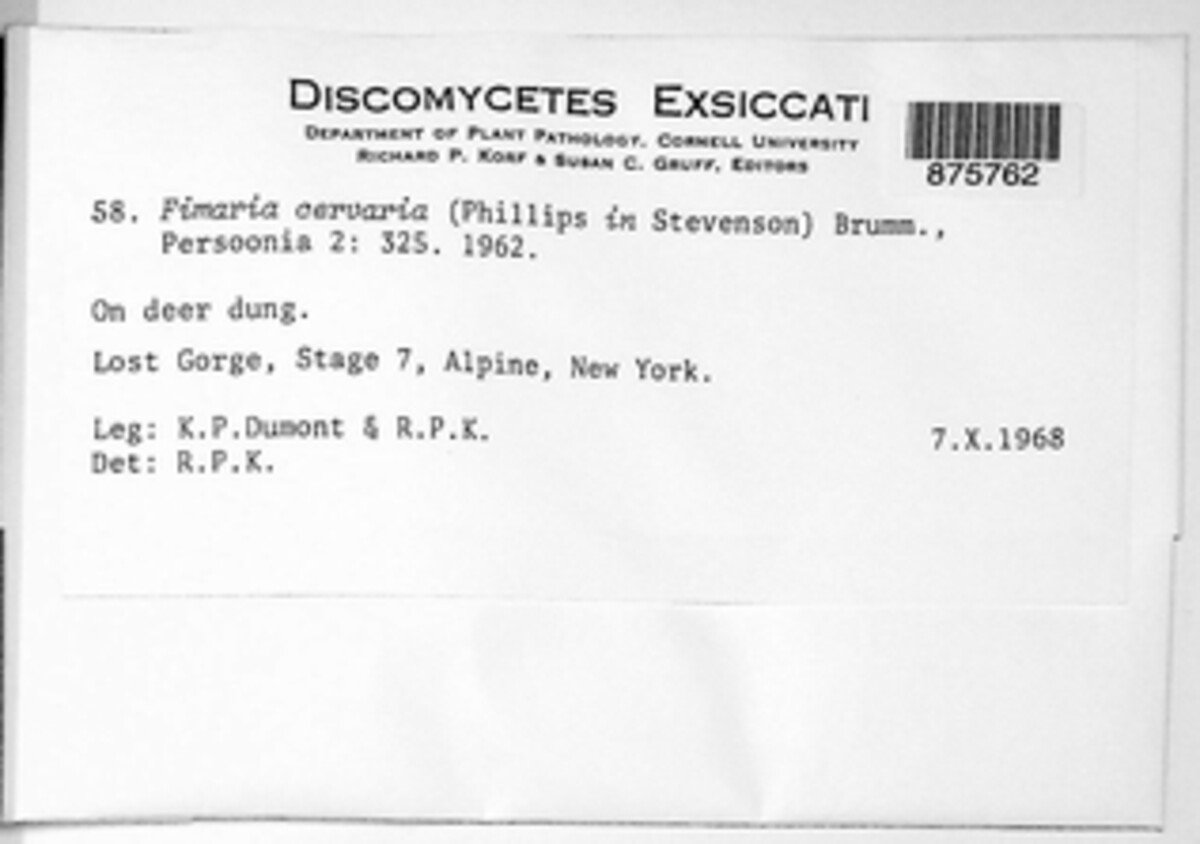 DISCOMYCETES EXSICCATI
DEPARTMENT OF PLANT PATHOLOGY, CORNELL UNIVERSITY
RICHARD P. KORF & SUSAN C. GRUFF, EDITORS
875762
58. Fimaria cervaria (Phillips in Stevenson) Brumm.,
Persoonia 2: 325. 1962.
On deer dung.
Lost Gorge, Stage 7, Alpine, New York.
Leg: K.P.Dumont & R.P.K.
7.X.1968
Det: R.P.K.